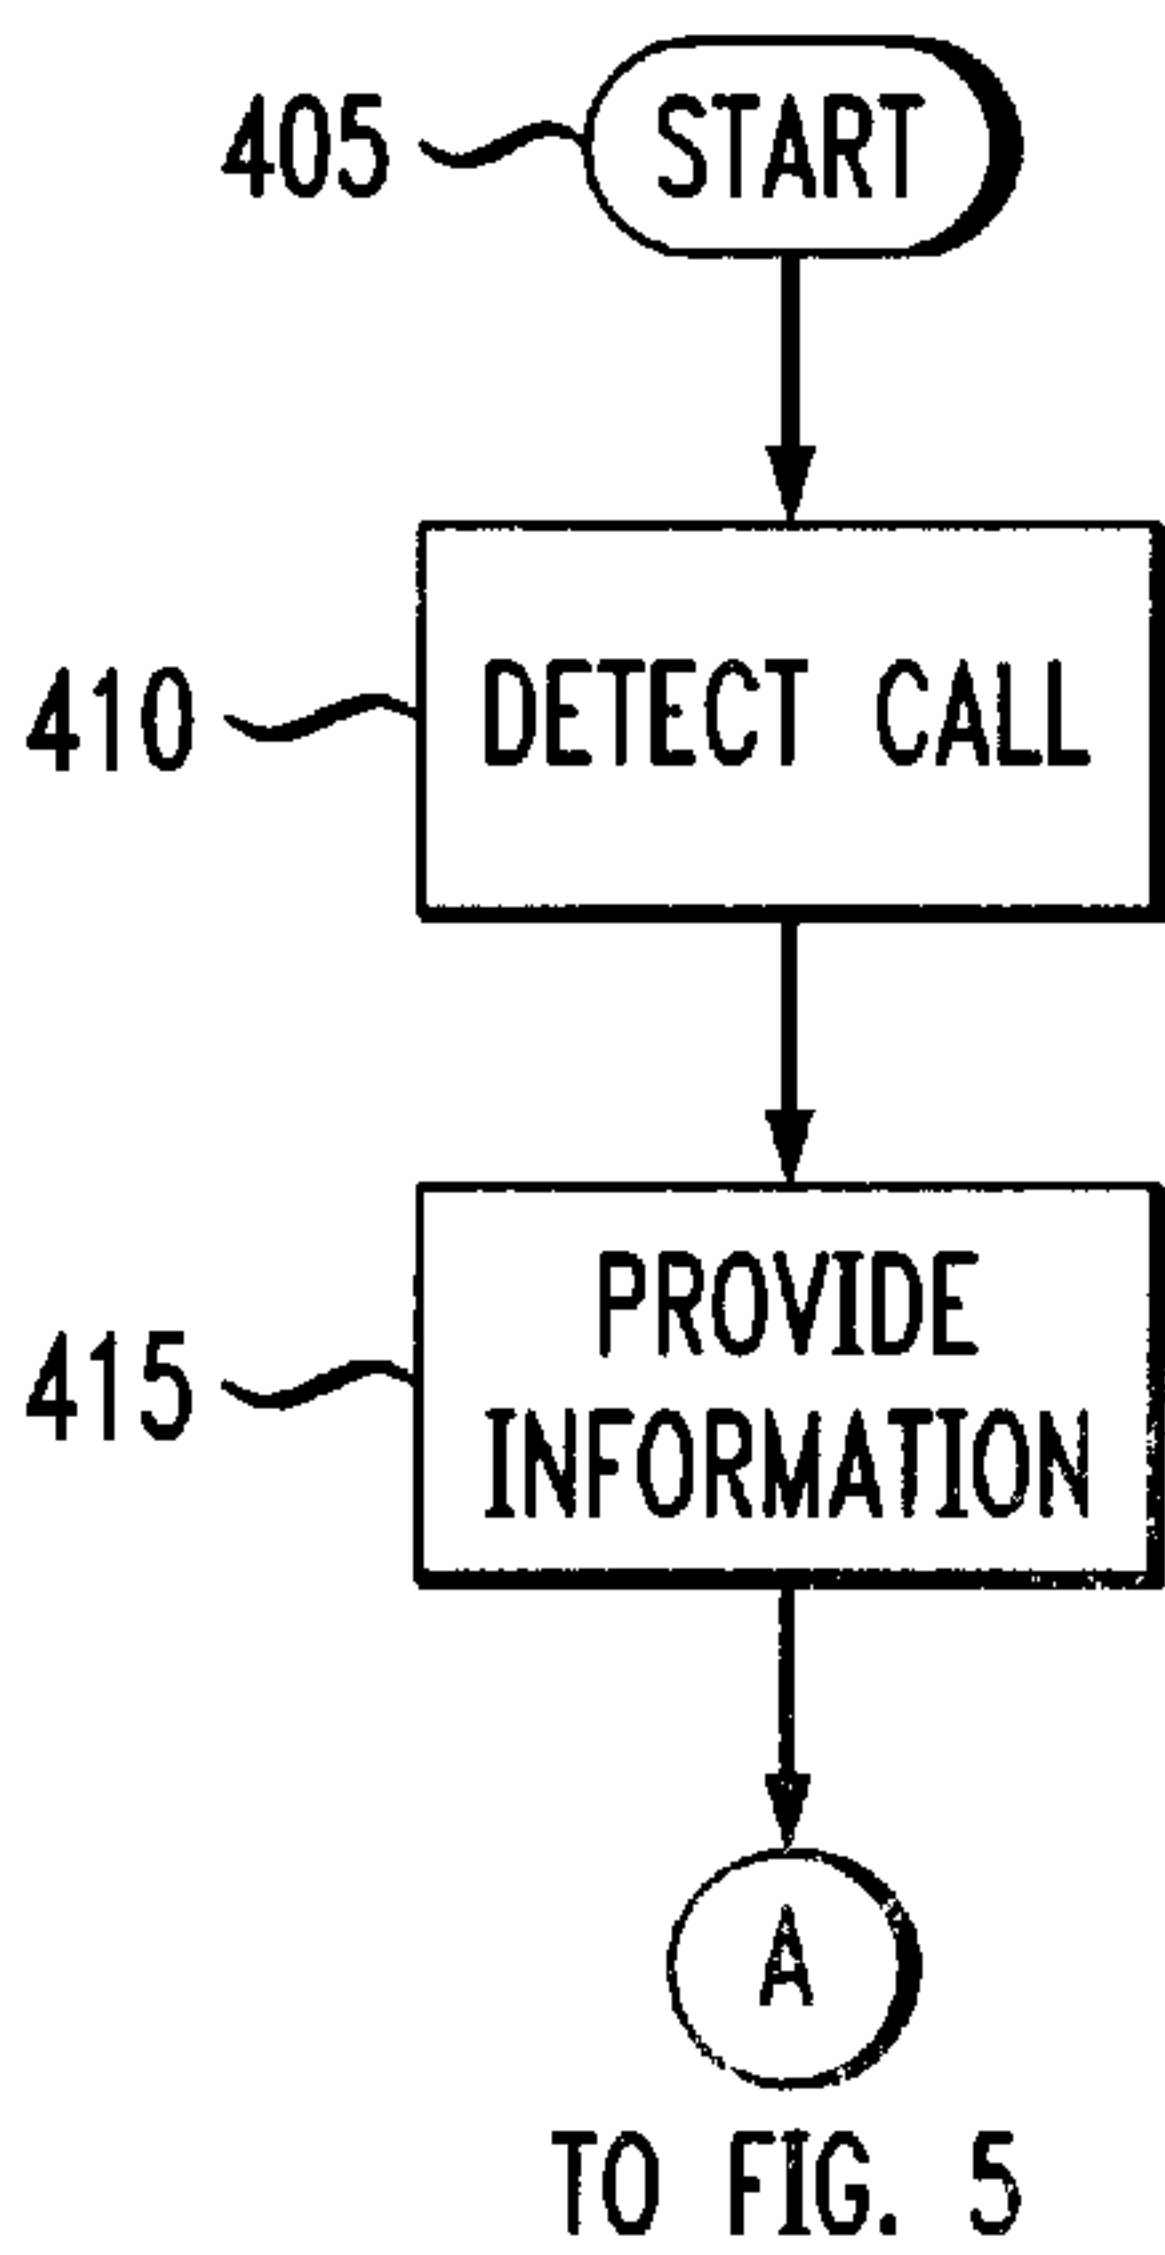 405 START
410 DETECT CALL
PROVIDE
415
INFORMATION
A
TO FIG. 5